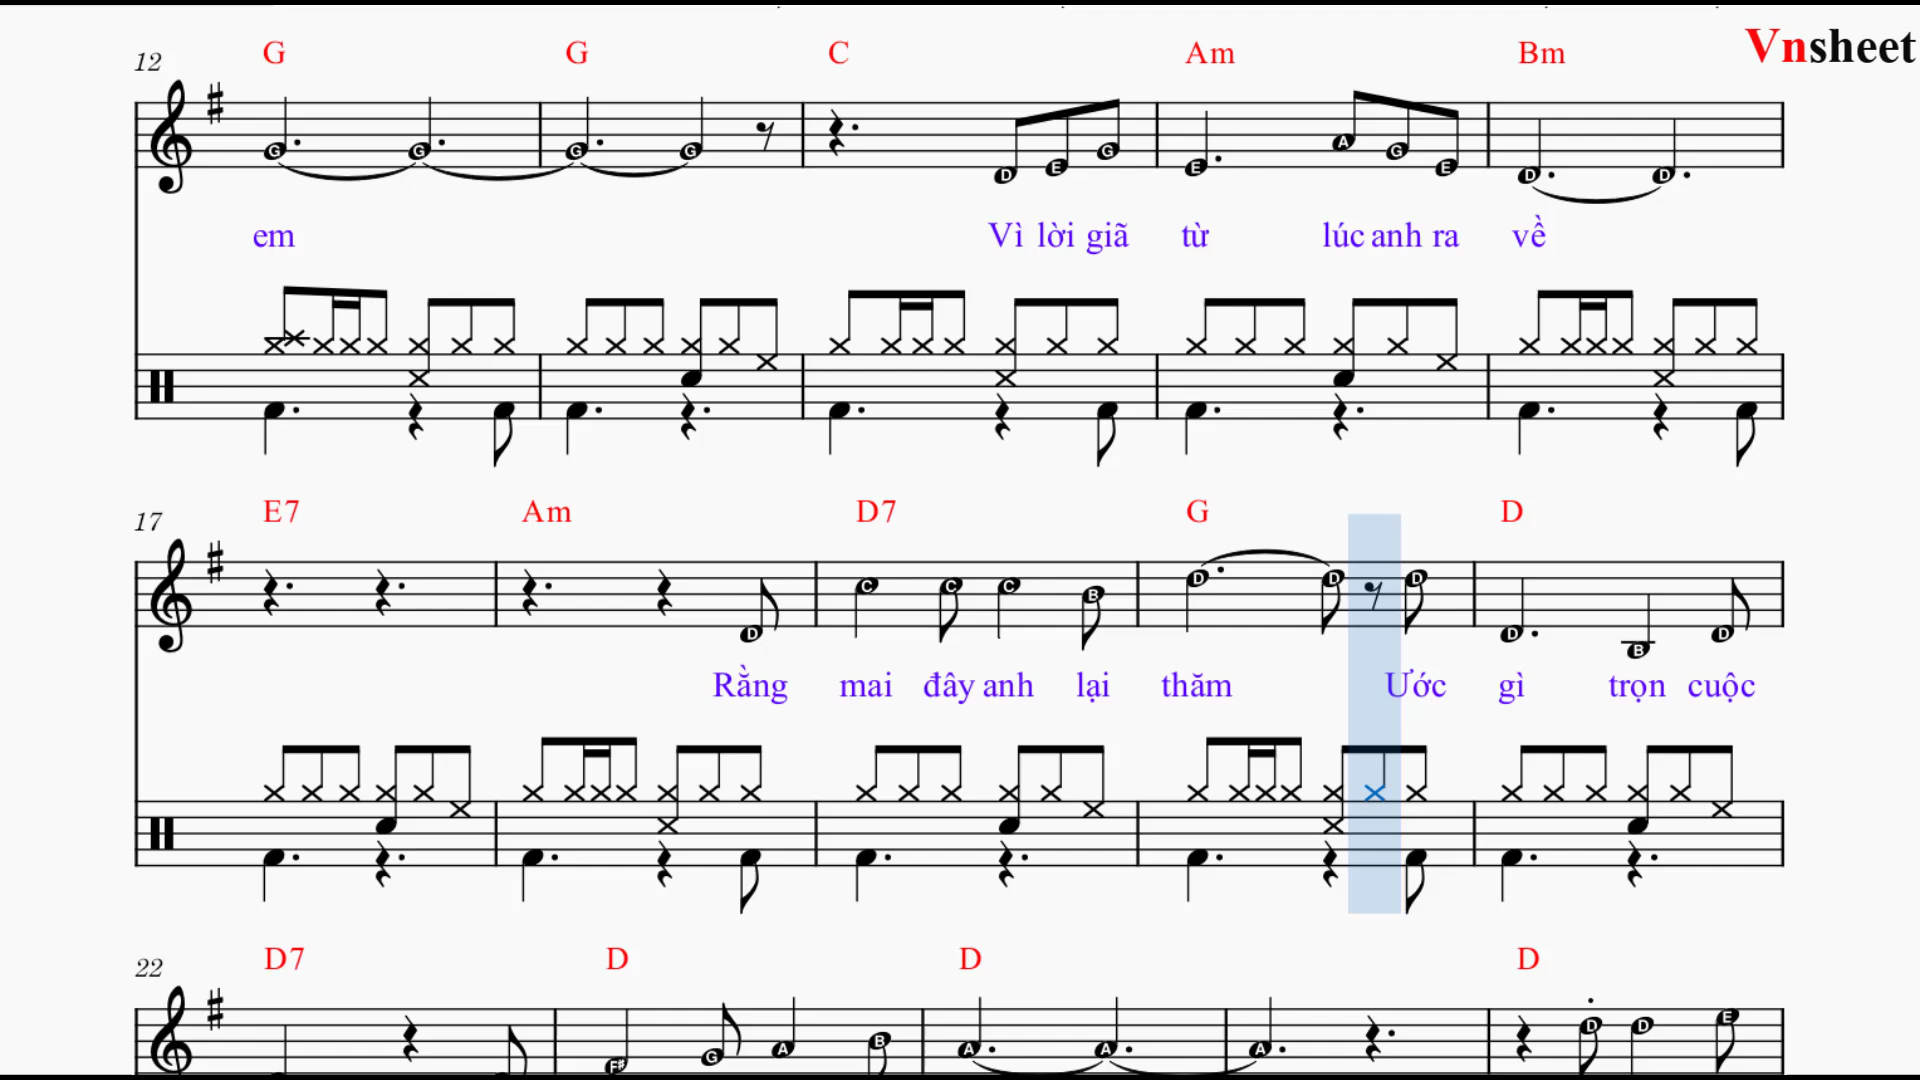 Vnsheet
12 G G C Am Bm
G G G G D E G E A G E D D
em Vì lời giã từ lúc anh ra về
17 E7 Am D7 G D
D C C C B D D D D B D
Rằng mai đây anh lại thăm Ước gì trọn cuộc
22 D7 D D D
F# G A B A A A D D E